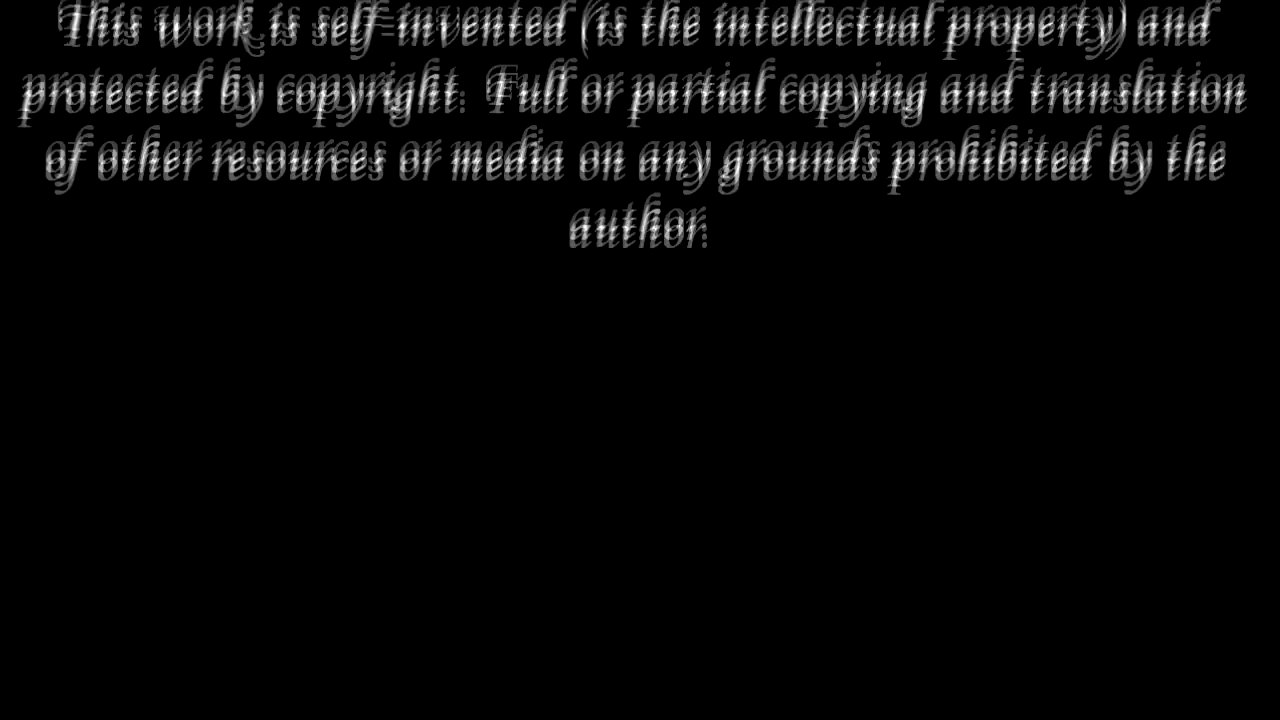 This work is self-invented (is the intellectual property) and
protected by copyright. Full or partial copying and translation
of other resources or media on any grounds prohibited by the
author.